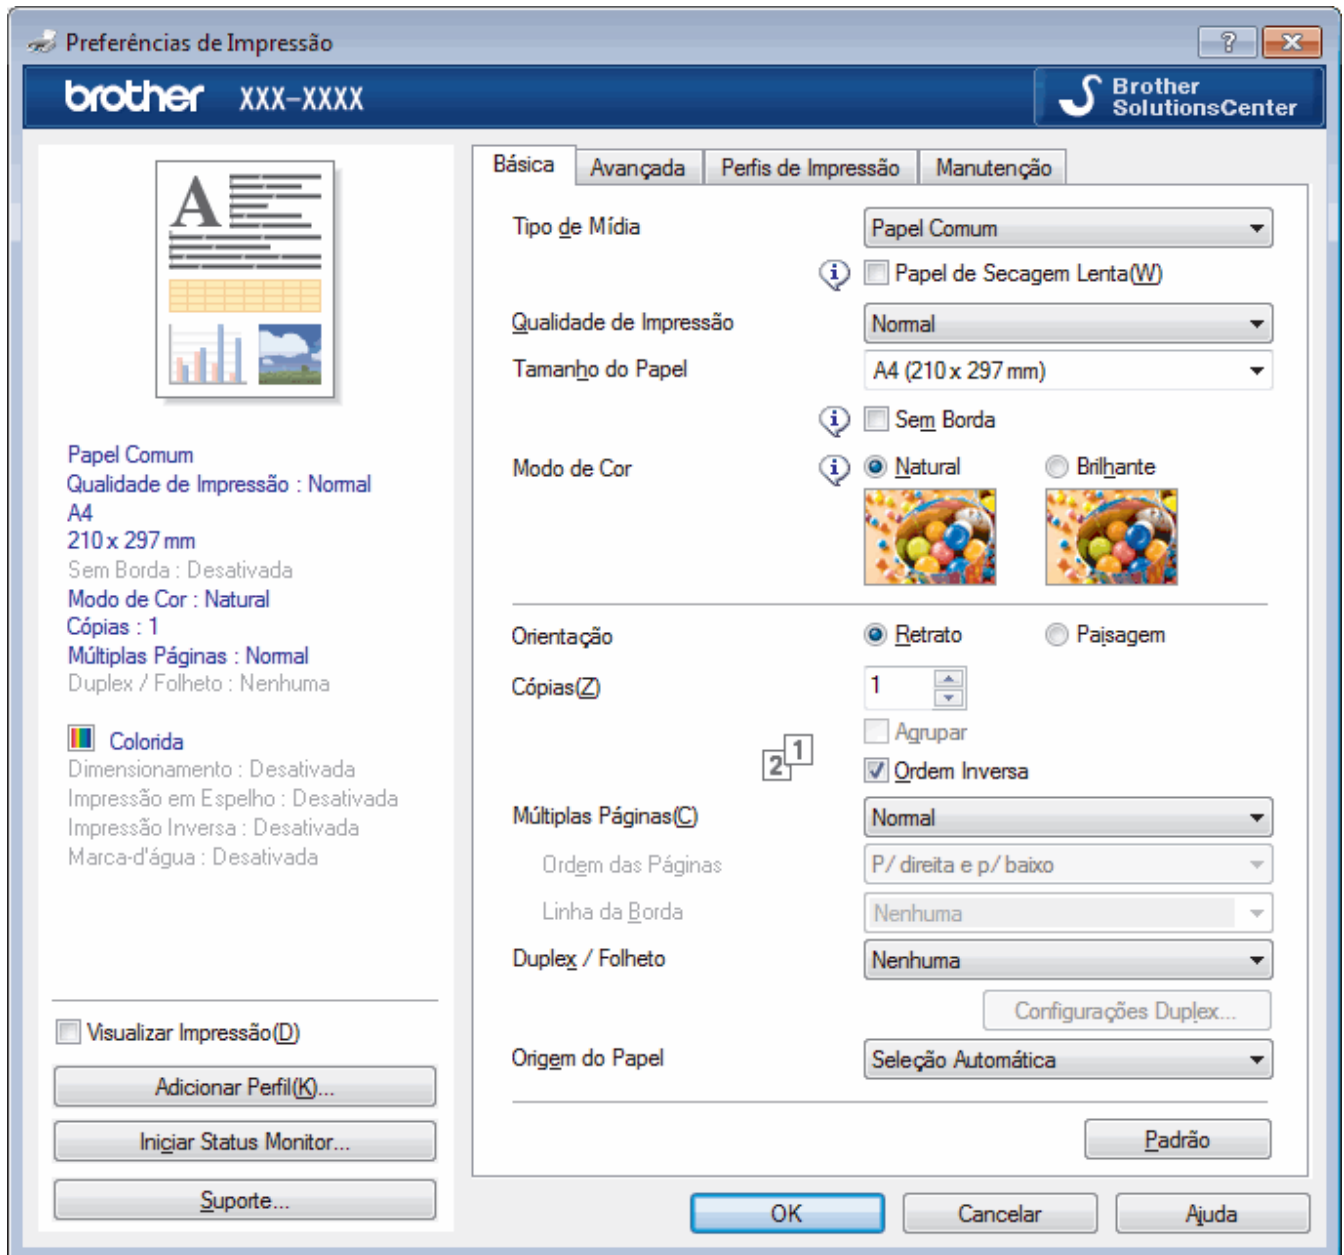 Preferências de Impressão
brother XXX-XXXX
Brother
SolutionsCenter
A
Papel Comum
Qualidade de Impressão : Normal
A4
210 x 297 mm
Sem Borda : Desativada
Modo de Cor : Natural
Cópias : 1
Múltiplas Páginas : Normal
Duplex / Folheto : Nenhuma
Colorida
Dimensionamento : Desativada
Impressão em Espelho : Desativada
Impressão Inversa : Desativada
Marca-d'água : Desativada
Visualizar Impressão(D)
Adicionar Perfil(K)...
Iniciar Status Monitor...
Suporte...
Básica Avançada Perfis de Impressão Manutenção
Tipo de Mídia Papel Comum
Papel de Secagem Lenta(W)
Qualidade de Impressão Normal
Tamanho do Papel A4 (210 x 297 mm)
Sem Borda
Modo de Cor Natural Brilhante
Orientação Retrato Paisagem
Cópias(Z) 1
Agrupar
2 1
Ordem Inversa
Múltiplas Páginas(C) Normal
Ordem das Páginas P/ direita e p/ baixo
Linha da Borda Nenhuma
Duplex / Folheto Nenhuma
Configurações Duplex...
Origem do Papel Seleção Automática
Padrão
OK Cancelar Ajuda